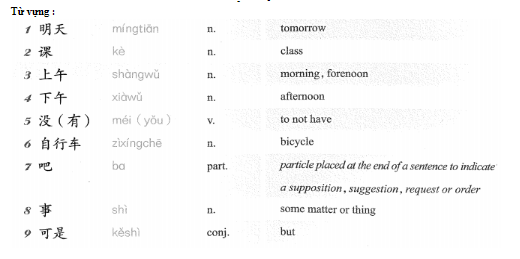 Từ vựng :
1 明天 míngtiān n. tomorrow
2 课 kè n. class
3 上午 shàngwǔ n. morning, forenoon
4 下午 xiàwǔ n. afternoon
5 没（有） méi（yǒu） v. to not have
6 自行车 zìxíngchē n. bicycle
7 吧 ba part. particle placed at the end of a sentence to indicate
a supposition, suggestion, request or order
8 事 shì n. some matter or thing
9 可是 kěshì conj. but